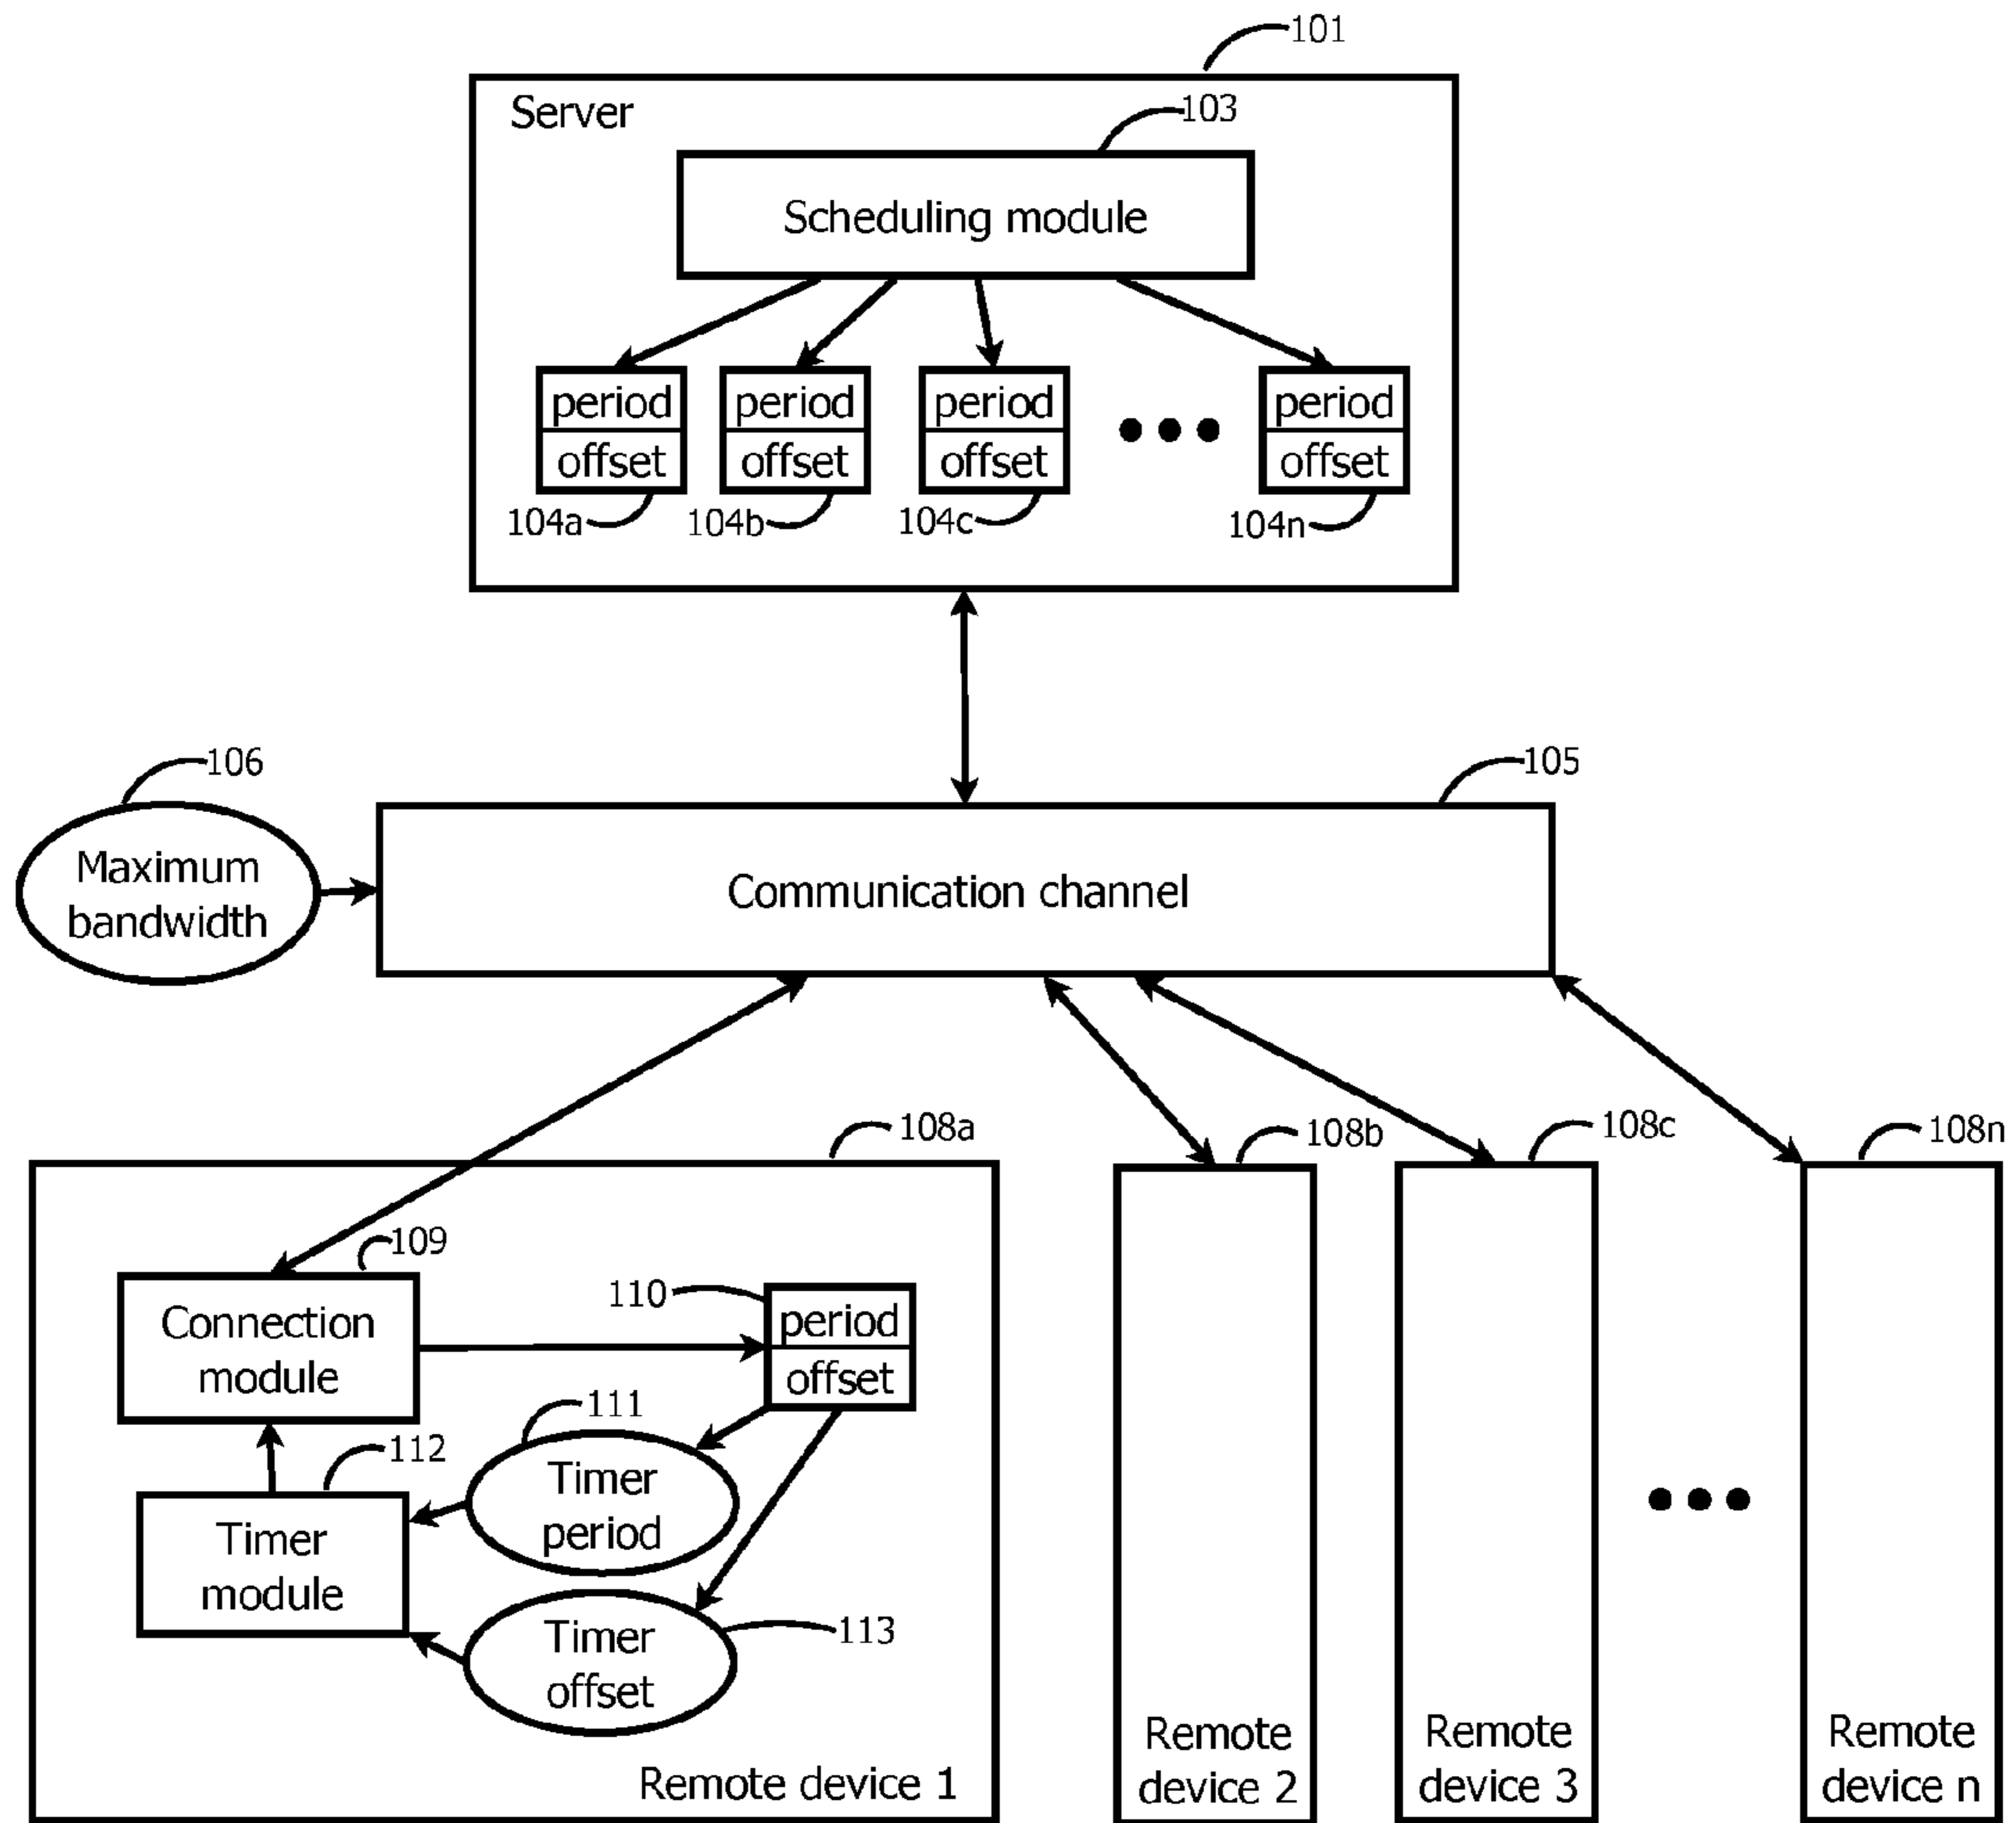 101
Server
103
Scheduling module
period
period
period
period
offset
offset
offset
offset
104a
104b
104c
104n
106
105
Maximum
bandwidth
Communication channel
108a
108b
108c
108n
109
Connection
module
110
period
offset
111
112
Timer
period
Timer
module
113
Timer
offset
Remote device 1
Remote
device 2
Remote
device 3
Remote
device n